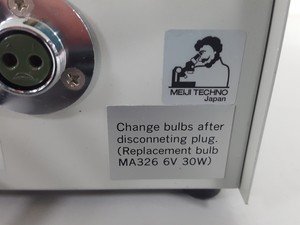 MEIJI TECHNO
Japan
Change bulbs after
disconneting plug.
(Replacement bulb
MA326 6V 30W)